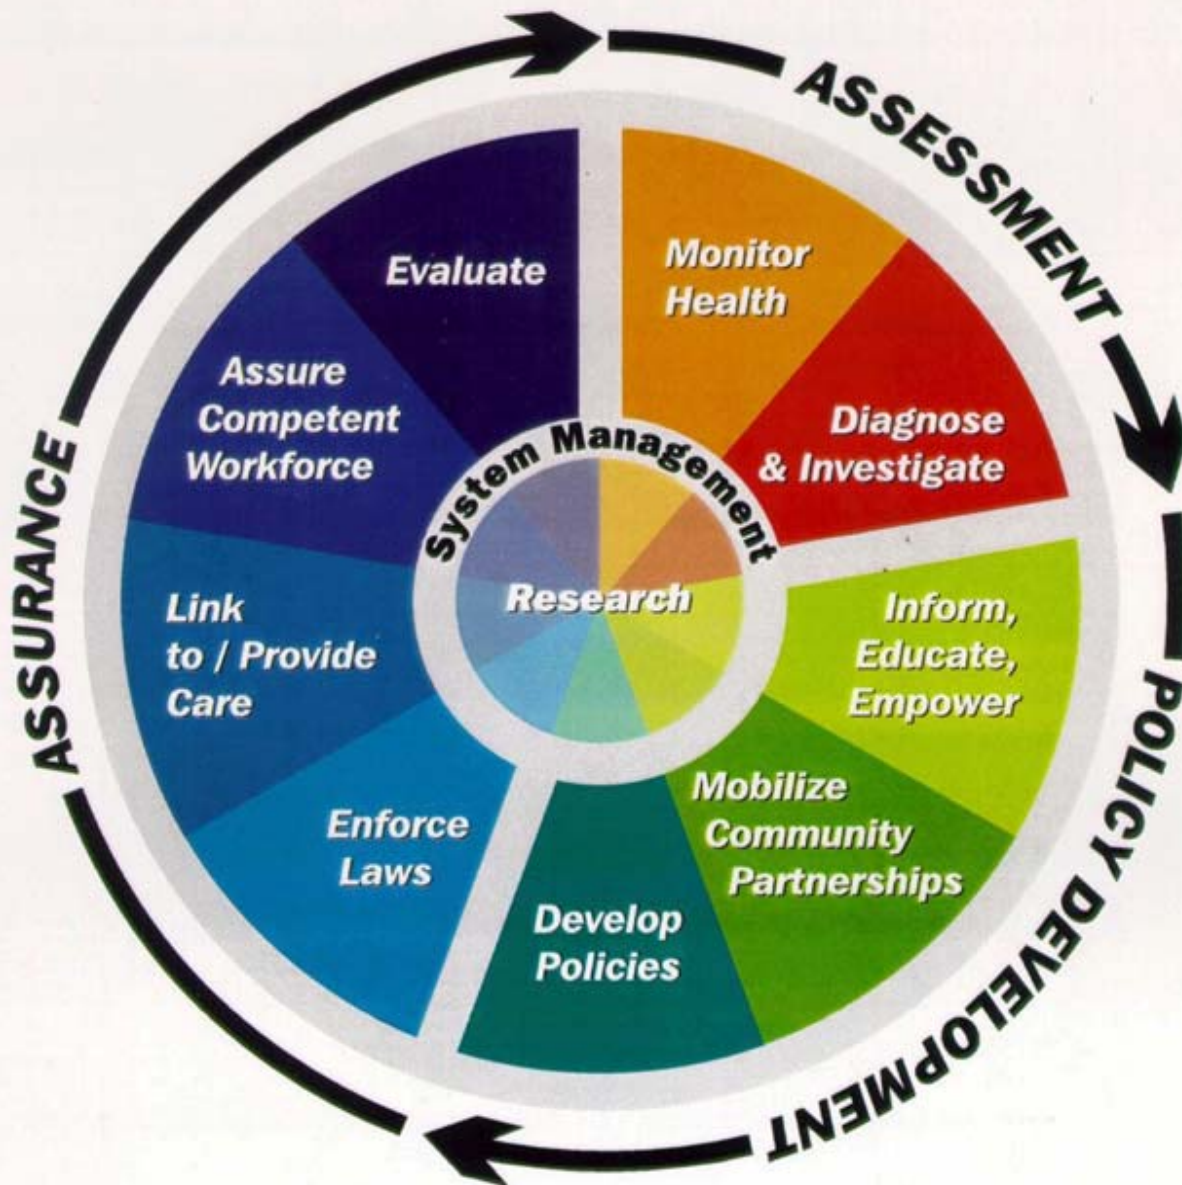 ASSESSMENT
POLICY DEVELOPMENT
ASSURANCE
Monitor
Health
Diagnose
& Investigate
Inform,
Educate,
Empower
Mobilize
Community
Partnerships
Develop
Policies
Enforce
Laws
Link
to / Provide
Care
Assure
Competent
Workforce
Evaluate
System Management
Research